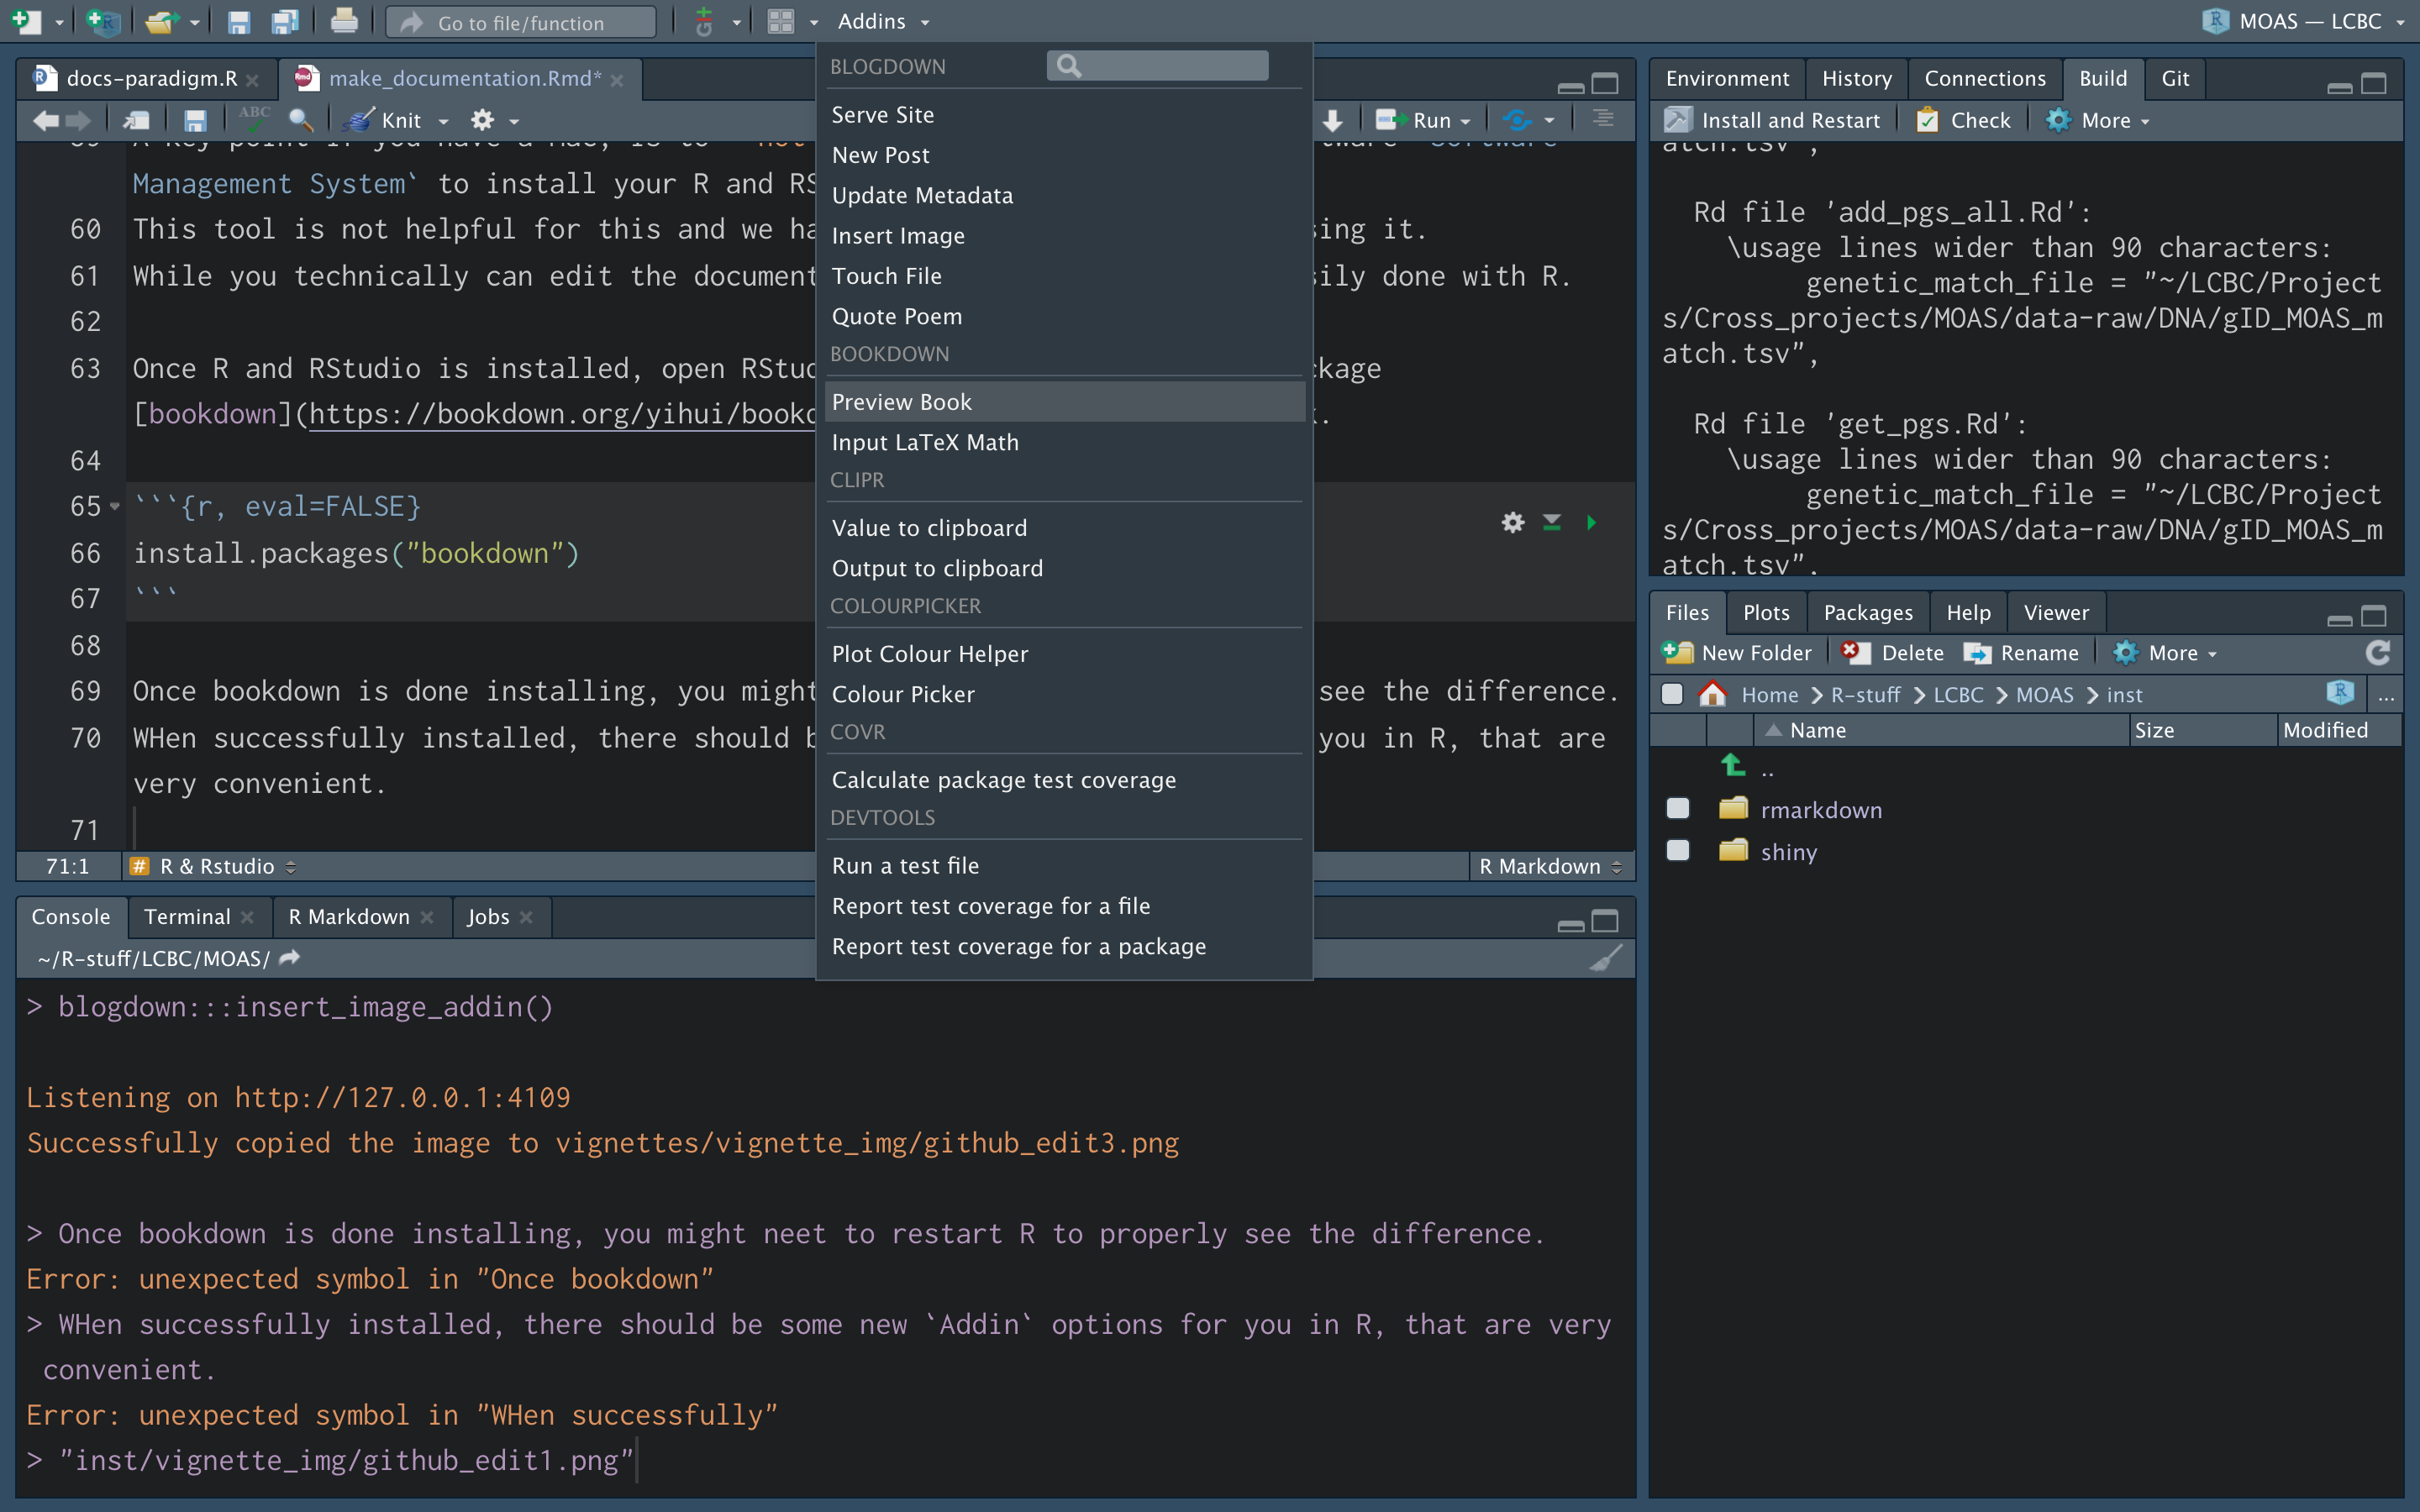 Go to file/function
Addins
MOAS — LCBC
docs-paradigm.R
make_documentation.Rmd*
ABC
Knit
Run
Management System` to install your R and RS
60 This tool is not helpful for this and we ha
ing it.
61 While you technically can edit the document
ily done with R.
62
63 Once R and RStudio is installed, open RStud
kage
[bookdown](https://bookdown.org/yihui/bookd
.
64
65 ```{r, eval=FALSE}
66 install.packages("bookdown")
67 ```
68
69 Once bookdown is done installing, you might
see the difference.
70 WHen successfully installed, there should b
you in R, that are
very convenient.
71
71:1
# R & Rstudio
R Markdown
BLOGDOWN
Serve Site
New Post
Update Metadata
Insert Image
Touch File
Quote Poem
BOOKDOWN
Preview Book
Input LaTeX Math
CLIPR
Value to clipboard
Output to clipboard
COLOURPICKER
Plot Colour Helper
Colour Picker
COVR
Calculate package test coverage
DEVTOOLS
Run a test file
Report test coverage for a file
Report test coverage for a package
Console
Terminal
R Markdown
Jobs
~/R-stuff/LCBC/MOAS/
> blogdown:::insert_image_addin()
Listening on http://127.0.0.1:4109
Successfully copied the image to vignettes/vignette_img/github_edit3.png
> Once bookdown is done installing, you might neet to restart R to properly see the difference.
Error: unexpected symbol in "Once bookdown"
> WHen successfully installed, there should be some new `Addin` options for you in R, that are very
convenient.
Error: unexpected symbol in "WHen successfully"
> "inst/vignette_img/github_edit1.png"
Environment
History
Connections
Build
Git
Install and Restart
Check
More
atch.tsv",
Rd file 'add_pgs_all.Rd':
\usage lines wider than 90 characters:
genetic_match_file = "~/LCBC/Project
s/Cross_projects/MOAS/data-raw/DNA/gID_MOAS_m
atch.tsv",
Rd file 'get_pgs.Rd':
\usage lines wider than 90 characters:
genetic_match_file = "~/LCBC/Project
s/Cross_projects/MOAS/data-raw/DNA/gID_MOAS_m
atch.tsv",
Files
Plots
Packages
Help
Viewer
New Folder
Delete
Rename
More
Home
R-stuff
LCBC
MOAS
inst
...
Name
Size
Modified
..
rmarkdown
shiny